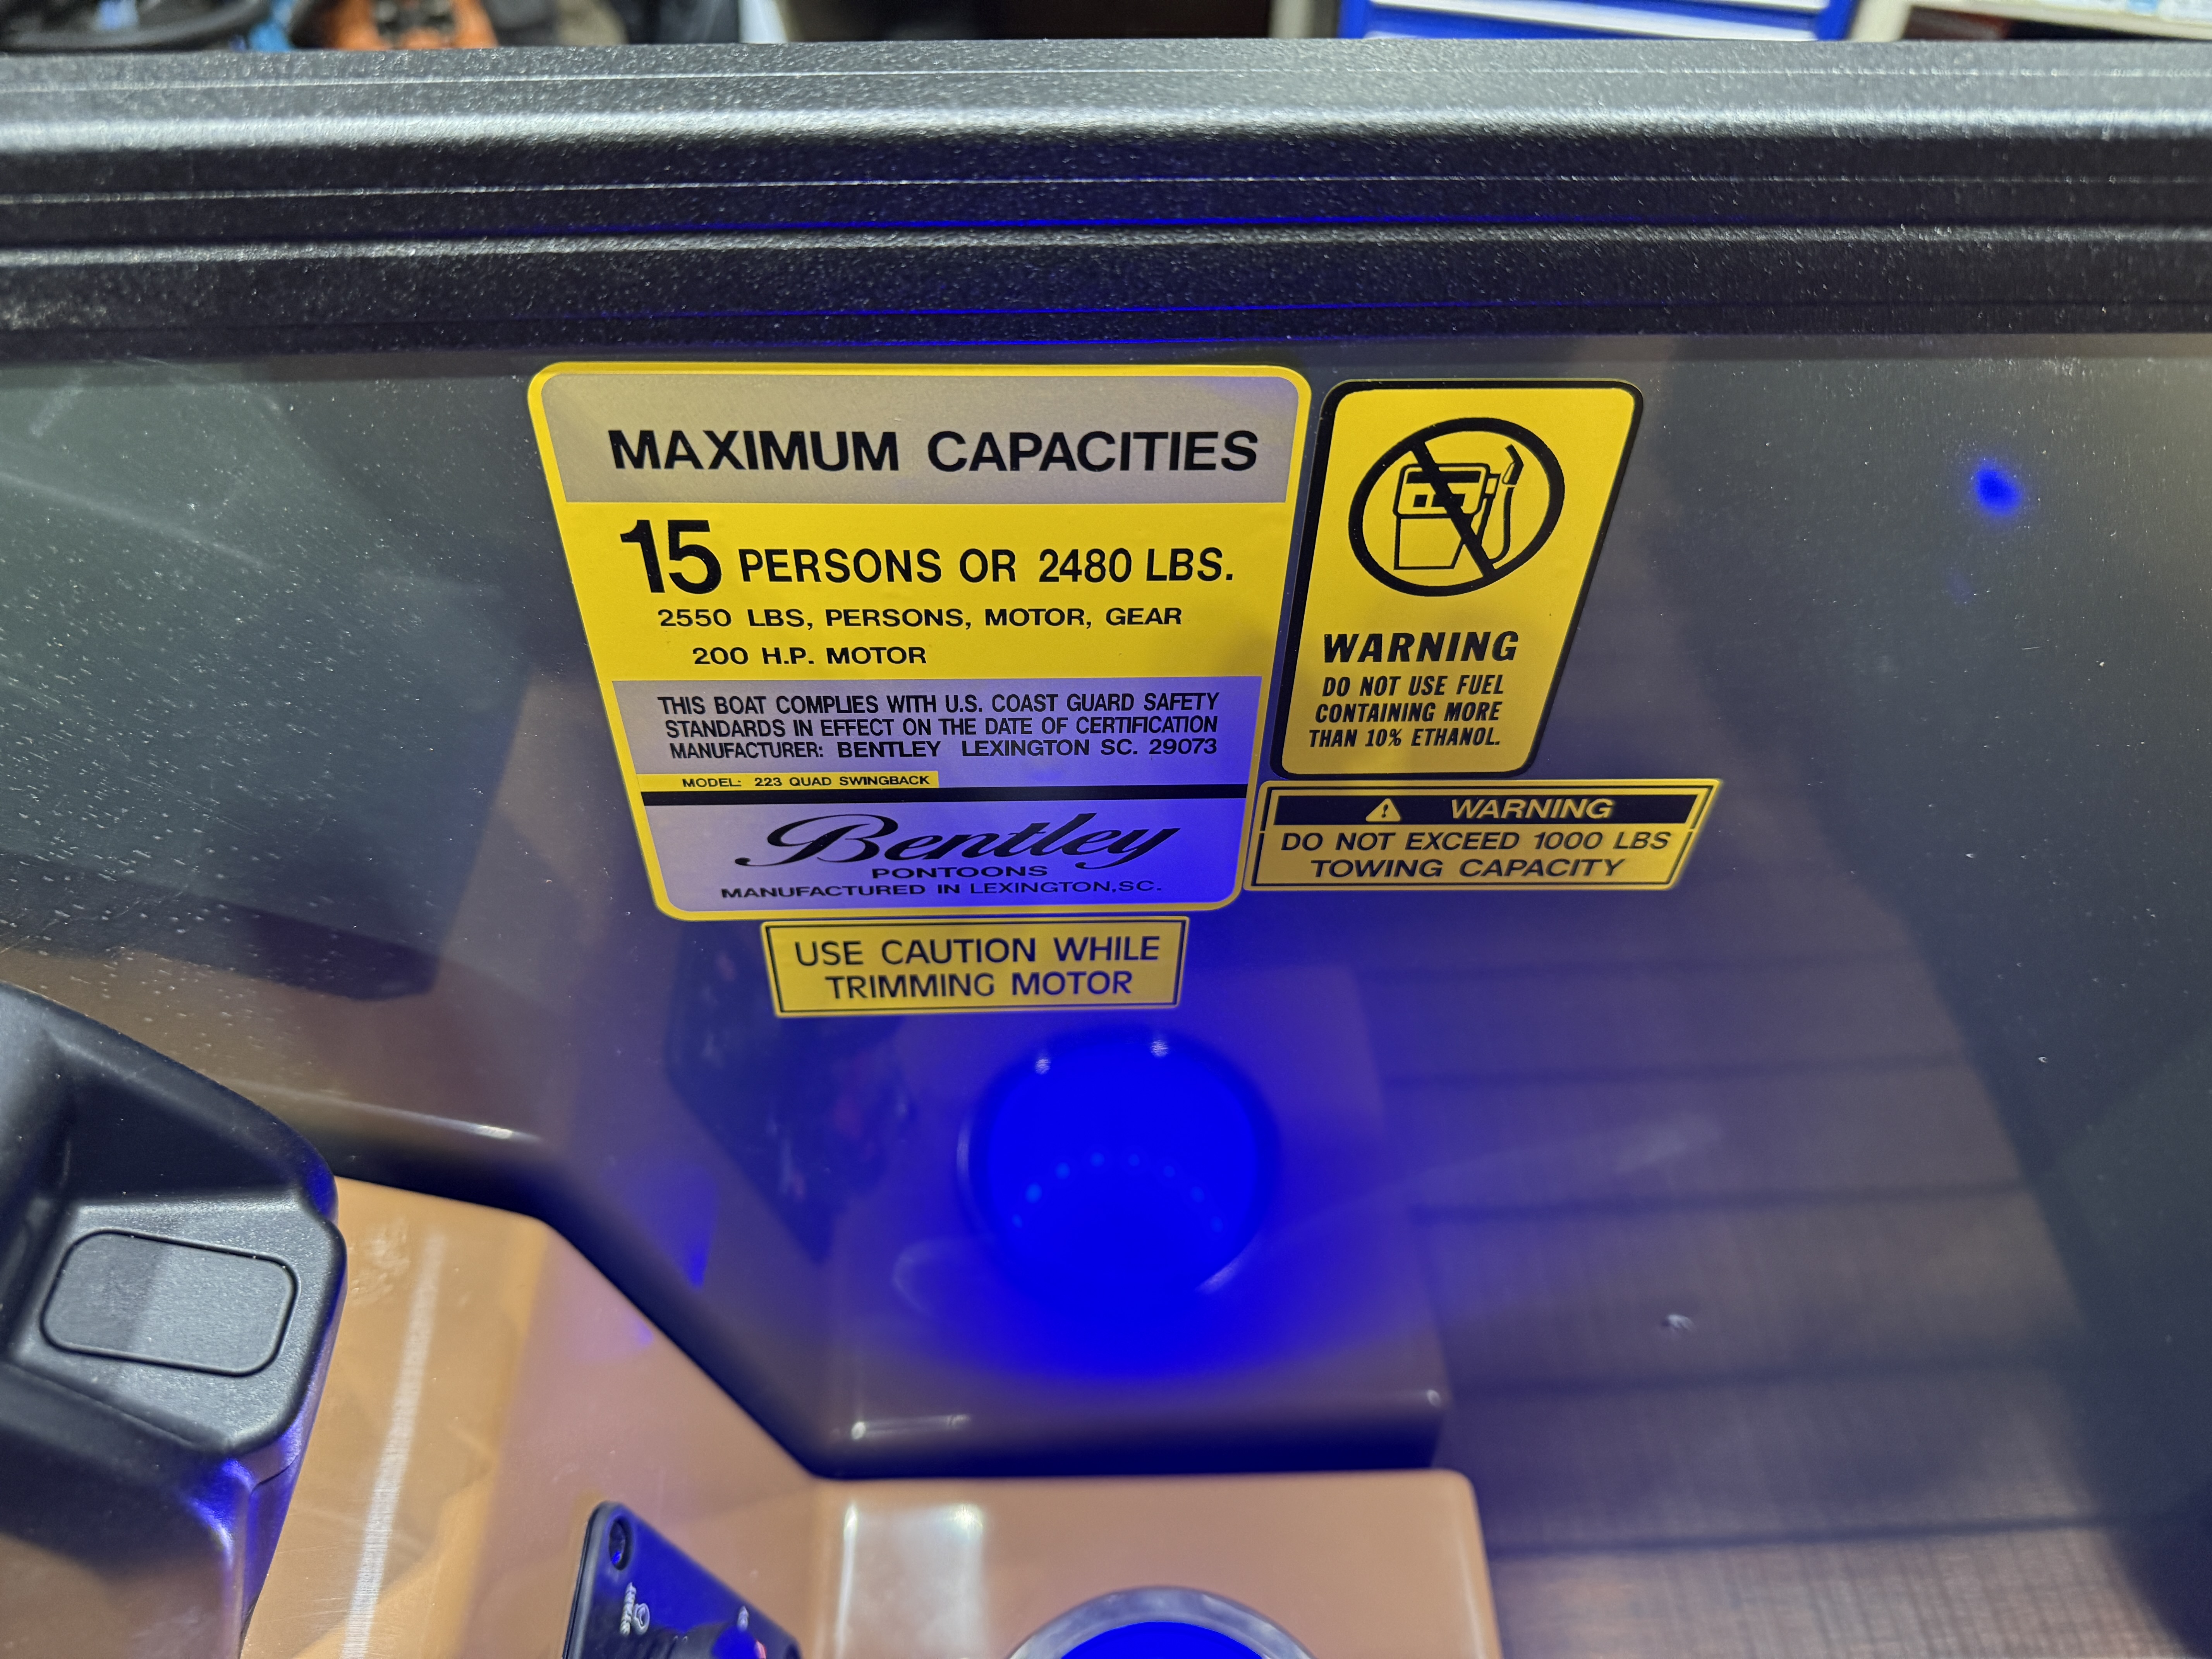 MAXIMUM CAPACITIES
15 PERSONS OR 2480 LBS.
2550 LBS, PERSONS, MOTOR, GEAR
200 H.P. MOTOR
THIS BOAT COMPLIES WITH U.S. COAST GUARD SAFETY
STANDARDS IN EFFECT ON THE DATE OF CERTIFICATION
MANUFACTURER: BENTLEY LEXINGTON SC. 29073
MODEL: 223 QUAD SWINGBACK
Bentley
PONTOONS
MANUFACTURED IN LEXINGTON,SC.
WARNING
DO NOT USE FUEL
CONTAINING MORE
THAN 10% ETHANOL.
WARNING
DO NOT EXCEED 1000 LBS
TOWING CAPACITY
USE CAUTION WHILE
TRIMMING MOTOR